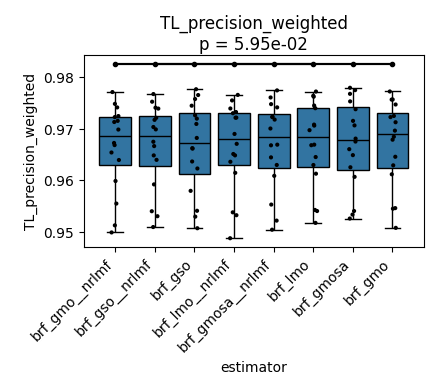 TL_precision_weighted
p = 5.95e-02
TL_precision_weighted
0.98
0.97
0.96
0.95
brf_gmo__nrlmf
brf_gso__nrlmf
brf_gso
brf_lmo__nrlmf
brf_gmosa__nrlmf
brf_lmo
brf_gmosa
brf_gmo
estimator